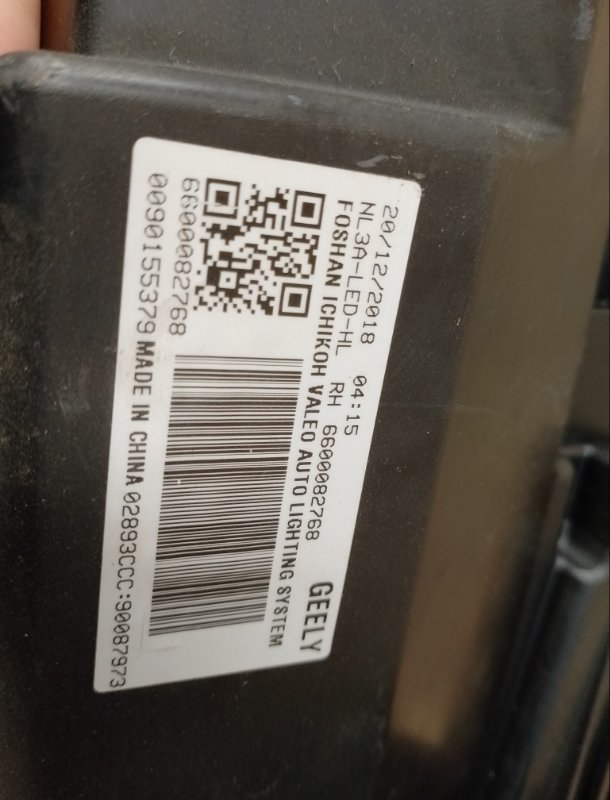 20/12/2018 04:15
NL3A-LED-HL RH 6600082768 GEELY
FOSHAN ICHIKOH VALEO AUTO LIGHTING SYSTEM
6600082768
0090155379 MADE IN CHINA 02893CCC:90087973